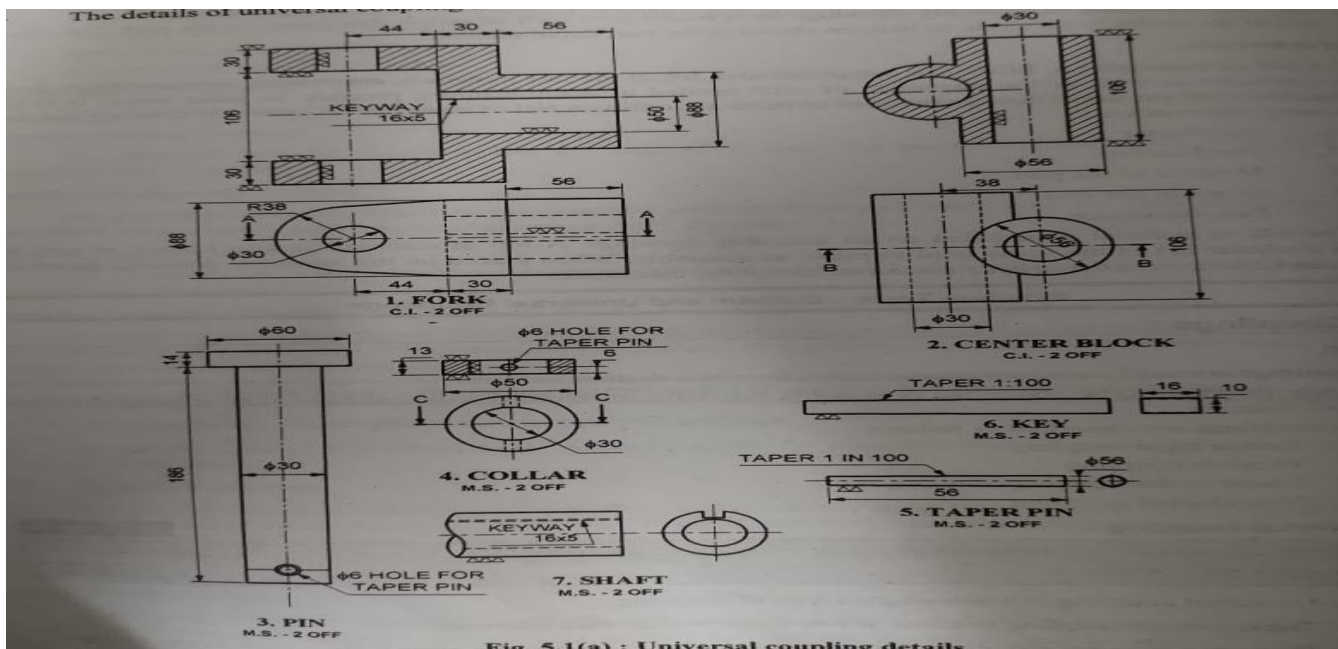 The details of universal coupling
44 30 56
30
106
30
KEYWAY
16x5
ϕ50
ϕ88
56
R38
A A
ϕ88
ϕ30
44 30
1. FORK
C.I. - 2 OFF
ϕ30
106
ϕ56
38
B B
106
ϕ30
2. CENTER BLOCK
C.I. - 2 OFF
ϕ60
14
186
ϕ30
ϕ6 HOLE FOR
TAPER PIN
3. PIN
M.S. - 2 OFF
ϕ6 HOLE FOR
TAPER PIN
13 6
ϕ50
C C
ϕ30
4. COLLAR
M.S. - 2 OFF
TAPER 1:100
16 10
6. KEY
M.S. - 2 OFF
TAPER 1 IN 100
ϕ56
56
5. TAPER PIN
M.S. - 2 OFF
KEYWAY
16x5
7. SHAFT
M.S. - 2 OFF
Fig. 5.1(a) : Universal coupling details